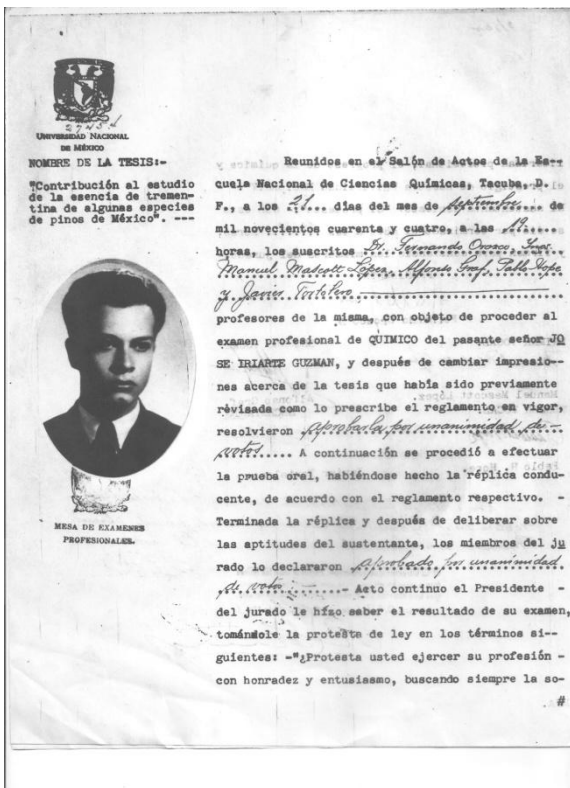 UNIVERSIDAD NACIONAL
DE MÉXICO
NOMBRE DE LA TESIS:-
"Contribución al estudio
de la esencia de tremen-
tina de algunas especies
de pinos de México". ---
MESA DE EXAMENES
PROFESIONALES.
Reunidos en el Salón de Actos de la Es--
quela Nacional de Ciencias Químicas, Tacuba, D.
F., a los 21... días del mes de septiembre de
mil novecientos cuarenta y cuatro, a las 19.....
horas, los suscritos Dr. Fernando Orozco, Ings.
Manuel Mascott López, Alfonso Graf, Pablo Hope
y Javier Tortolero
profesores de la misma, con objeto de proceder al
examen profesional de QUIMICO del pasante señor JO
SE IRIARTE GUZMAN, y después de cambiar impresio--
nes acerca de la tesis que había sido previamente
revisada como lo prescribe el reglamento en vigor,
resolvieron aprobarla por unanimidad de-
votos..... A continuación se procedió a efectuar
la prueba oral, habiéndose hecho la réplica condu-
cente, de acuerdo con el reglamento respectivo. -
Terminada la réplica y después de deliberar sobre
las aptitudes del sustentante, los miembros del ju
rado lo declararon aprobado por unanimidad
de votos ........- Acto continuo el Presidente -
del jurado le hizo saber el resultado de su examen,
tomándole la protesta de ley en los términos si--
guientes: -"¿Protesta usted ejercer su profesión -
con honradez y entusiasmo, buscando siempre la so-
#